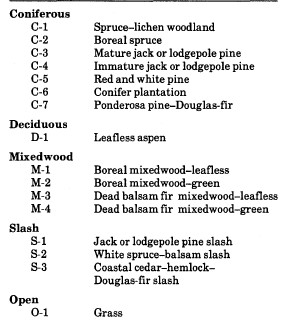 Coniferous
C-1 Spruce–lichen woodland
C-2 Boreal spruce
C-3 Mature jack or lodgepole pine
C-4 Immature jack or lodgepole pine
C-5 Red and white pine
C-6 Conifer plantation
C-7 Ponderosa pine–Douglas-fir
Deciduous
D-1 Leafless aspen
Mixedwood
M-1 Boreal mixedwood–leafless
M-2 Boreal mixedwood–green
M-3 Dead balsam fir mixedwood–leafless
M-4 Dead balsam fir mixedwood–green
Slash
S-1 Jack or lodgepole pine slash
S-2 White spruce–balsam slash
S-3 Coastal cedar–hemlock–
Douglas-fir slash
Open
O-1 Grass